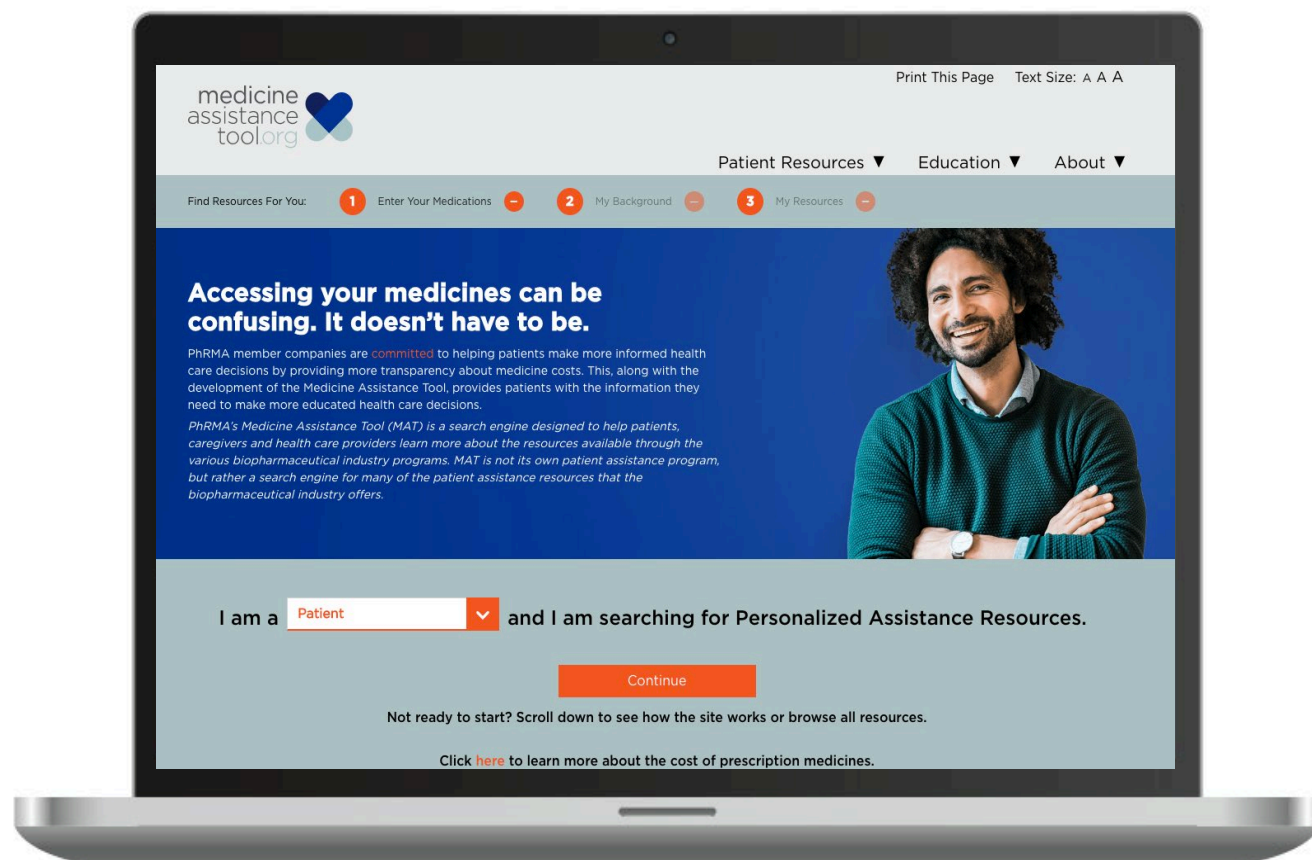 medicine
assistance
tool.org
Print This Page Text Size: A A A
Patient Resources ▼ Education ▼ About ▼
Find Resources For You: 1 Enter Your Medications 2 My Background 3 My Resources
Accessing your medicines can be
confusing. It doesn't have to be.
PhRMA member companies are committed to helping patients make more informed health
care decisions by providing more transparency about medicine costs. This, along with the
development of the Medicine Assistance Tool, provides patients with the information they
need to make more educated health care decisions.
PhRMA's Medicine Assistance Tool (MAT) is a search engine designed to help patients,
caregivers and health care providers learn more about the resources available through the
various biopharmaceutical industry programs. MAT is not its own patient assistance program,
but rather a search engine for many of the patient assistance resources that the
biopharmaceutical industry offers.
I am a Patient and I am searching for Personalized Assistance Resources.
Continue
Not ready to start? Scroll down to see how the site works or browse all resources.
Click here to learn more about the cost of prescription medicines.